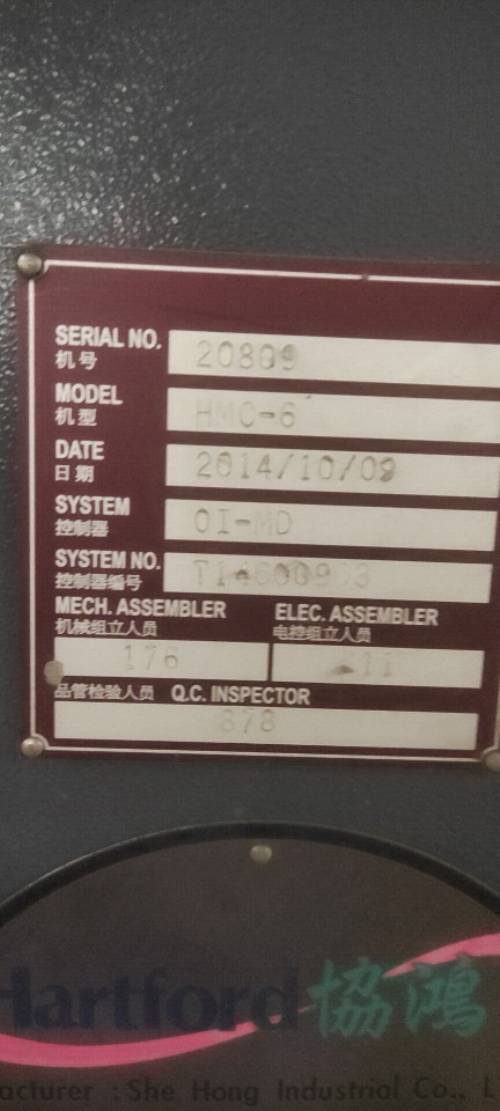 SERIAL NO. 20809
机号
MODEL HMC-6
机型
DATE 2014/10/09
日期
SYSTEM OI-MD
控制器
SYSTEM NO.
控制器编号
MECH. ASSEMBLER ELEC. ASSEMBLER
机械组立人员 电控组立人员
176
品管检验人员 Q.C. INSPECTOR
878
Hartford 協鴻
acturer : She Hong Industrial Co., L